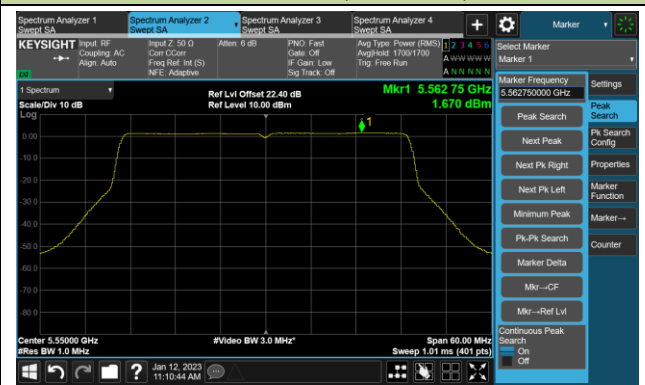 Spectrum Analyzer 1
Swept SA
Spectrum Analyzer 2
Swept SA
Spectrum Analyzer 3
Swept SA
Spectrum Analyzer 4
Swept SA
+
Marker
KEYSIGHT
Input: RF
Coupling: AC
Align: Auto
Input Z: 50 Ω
Corr CCorr
Freq Ref: Int (S)
NFE: Adaptive
Atten: 6 dB
PNO: Fast
Gate: Off
IF Gain: Low
Sig Track: Off
Avg Type: Power (RMS)
Avg|Hold: 1700/1700
Trig: Free Run
1 2 3 4 5 6
A W W W W W
A N N N N N
Select Marker
Marker 1
1 Spectrum
Scale/Div 10 dB
Ref Lvl Offset 22.40 dB
Ref Level 10.00 dBm
Mkr1 5.562 75 GHz
1.670 dBm
Log
1
0.00
-10.0
-20.0
-30.0
-40.0
-50.0
-60.0
-70.0
-80.0
Center 5.55000 GHz
#Res BW 1.0 MHz
#Video BW 3.0 MHz*
Span 60.00 MHz
Sweep 1.01 ms (401 pts)
Marker Frequency
5.562750000 GHz
Peak Search
Next Peak
Next Pk Right
Next Pk Left
Minimum Peak
Pk-Pk Search
Marker Delta
Mkr→CF
Mkr→Ref Lvl
Continuous Peak
Search
On
Off
Settings
Peak
Search
Pk Search
Config
Properties
Marker
Function
Marker→
Counter
?
Jan 12, 2023
11:10:44 AM